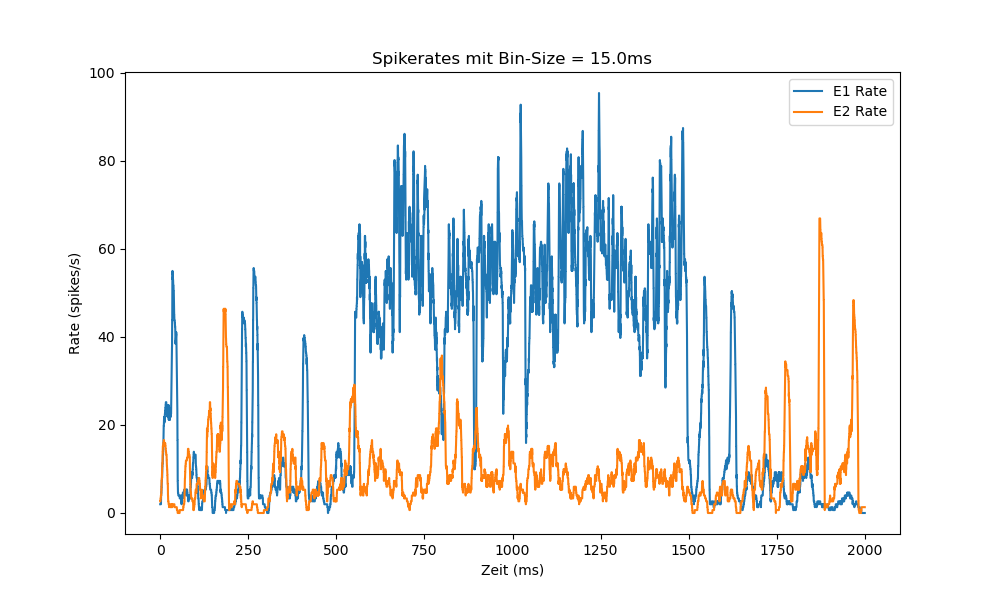 Spikerates mit Bin-Size = 15.0ms
E1 Rate
E2 Rate
Rate (spikes/s)
100
80
60
40
20
0
0 250 500 750 1000 1250 1500 1750 2000
Zeit (ms)